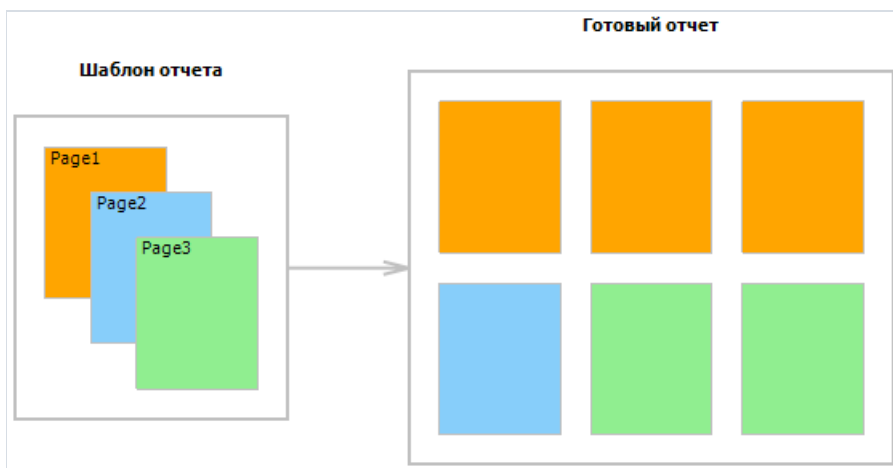 Готовый отчет
Шаблон отчета
Page1
Page2
Page3